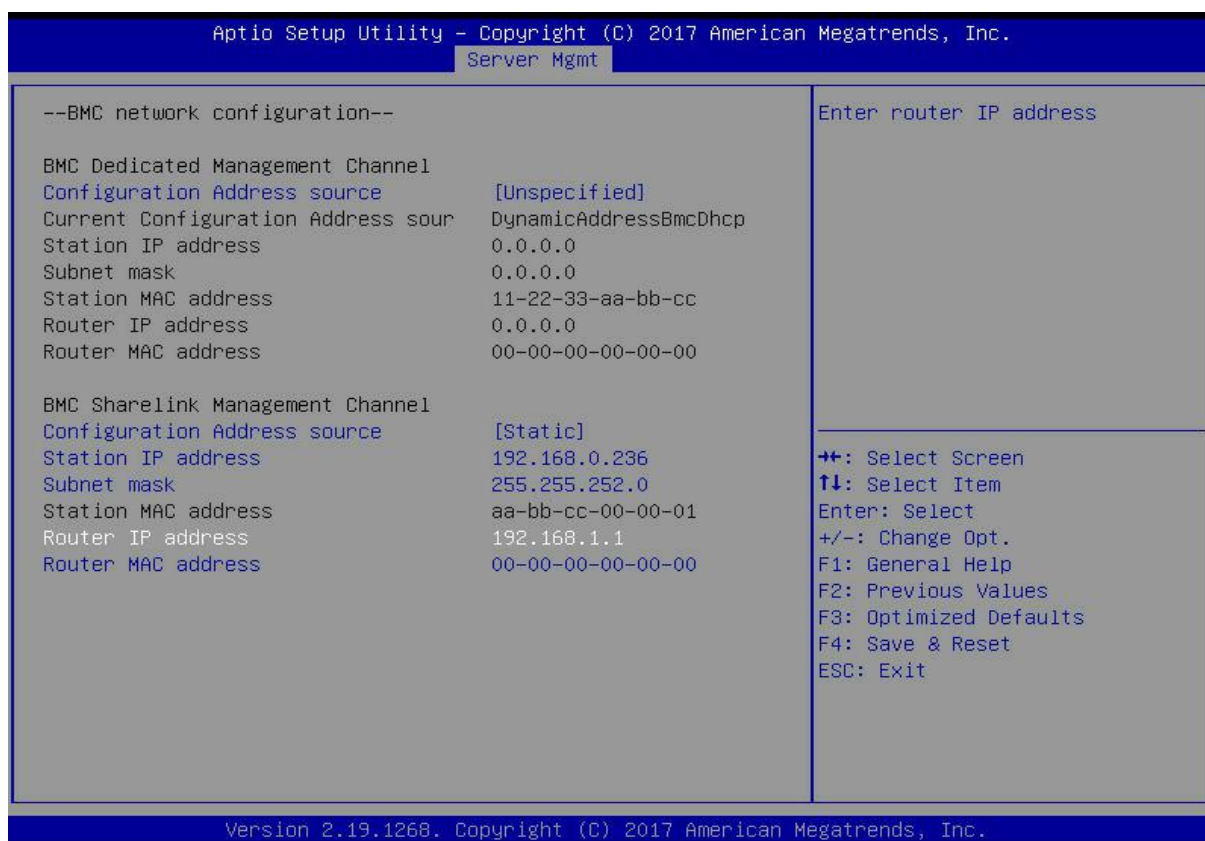 Aptio Setup Utility – Copyright (C) 2017 American Megatrends, Inc.
Server Mgmt
--BMC network configuration--
BMC Dedicated Management Channel
Configuration Address source [Unspecified]
Current Configuration Address sour DynamicAddressBmcDhcp
Station IP address 0.0.0.0
Subnet mask 0.0.0.0
Station MAC address 11-22-33-aa-bb-cc
Router IP address 0.0.0.0
Router MAC address 00-00-00-00-00-00
BMC Sharelink Management Channel
Configuration Address source [Static]
Station IP address 192.168.0.236
Subnet mask 255.255.252.0
Station MAC address aa-bb-cc-00-00-01
Router IP address 192.168.1.1
Router MAC address 00-00-00-00-00-00
Enter router IP address
→←: Select Screen
↑↓: Select Item
Enter: Select
+/-: Change Opt.
F1: General Help
F2: Previous Values
F3: Optimized Defaults
F4: Save & Reset
ESC: Exit
Version 2.19.1268. Copyright (C) 2017 American Megatrends, Inc.